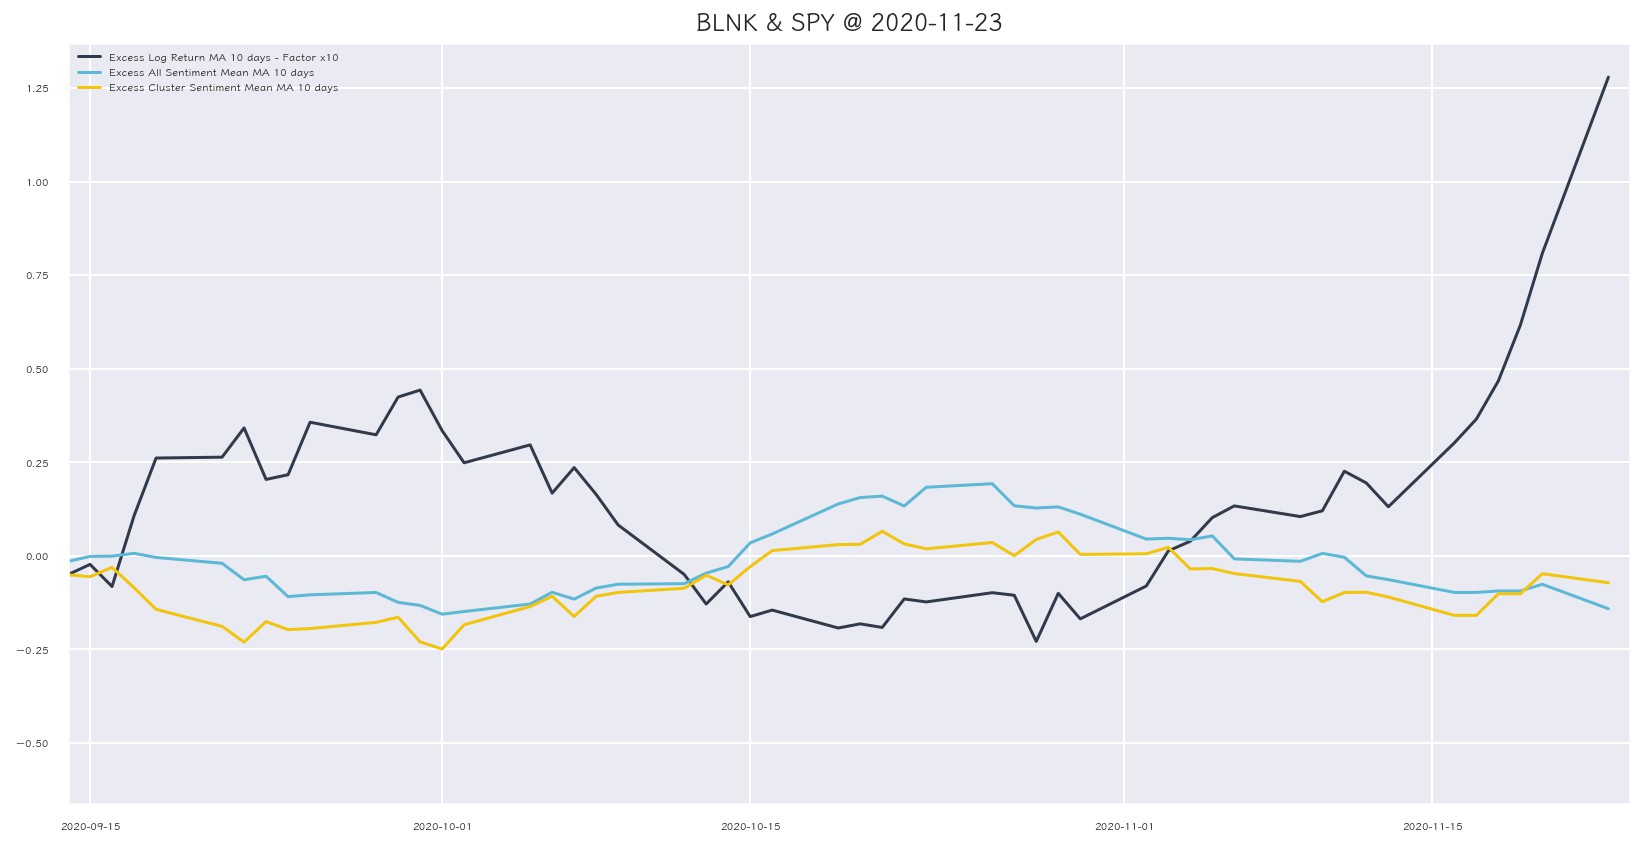 BLNK & SPY @ 2020-11-23
Excess Log Return MA 10 days - Factor x10
Excess All Sentiment Mean MA 10 days
Excess Cluster Sentiment Mean MA 10 days
1.25
1.00
0.75
0.50
0.25
0.00
−0.25
−0.50
2020-09-15 2020-10-01 2020-10-15 2020-11-01 2020-11-15